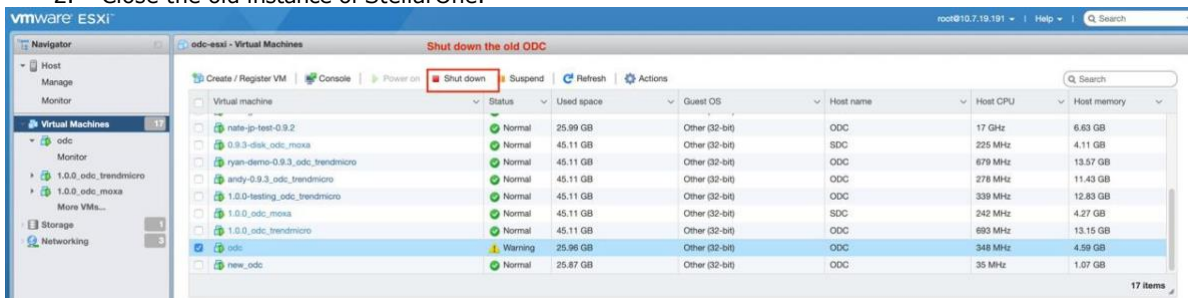 2. Close the old instance of StellarOne.
vmware ESXi™
root@10.7.19.191 | Help | Search
Navigator
odc-esxi - Virtual Machines
Shut down the old ODC
Host
Manage
Monitor
Create / Register VM | Console | Power on Shut down Suspend | Refresh | Actions
Search
Virtual machine Status Used space Guest OS Host name Host CPU Host memory
Virtual Machines 17
odc
Monitor
1.0.0_odc_trendmicro
1.0.0_odc_moxa
More VMs...
Storage 1
Networking 3
nate-jp-test-0.9.2 Normal 25.99 GB Other (32-bit) ODC 17 GHz 6.63 GB
0.9.3-disk_odc_moxa Normal 45.11 GB Other (32-bit) SDC 225 MHz 4.11 GB
ryan-demo-0.9.3_odc_trendmicro Normal 45.11 GB Other (32-bit) ODC 679 MHz 13.57 GB
andy-0.9.3_odc_trendmicro Normal 45.11 GB Other (32-bit) ODC 278 MHz 11.43 GB
1.0.0-testing_odc_trendmicro Normal 45.11 GB Other (32-bit) ODC 339 MHz 12.83 GB
1.0.0_odc_moxa Normal 45.11 GB Other (32-bit) SDC 242 MHz 4.27 GB
1.0.0_odc_trendmicro Normal 45.11 GB Other (32-bit) ODC 693 MHz 13.15 GB
odc Warning 25.96 GB Other (32-bit) ODC 348 MHz 4.59 GB
new_odc Normal 25.87 GB Other (32-bit) ODC 35 MHz 1.07 GB
17 items